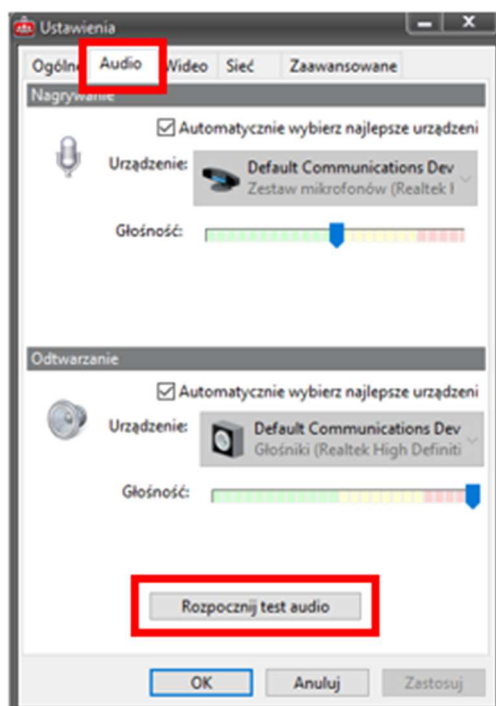 Ustawienia
Ogólne Audio Wideo Sieć Zaawansowane
Nagrywanie
Automatycznie wybierz najlepsze urządzeni
Urządzenie: Default Communications Dev
Zestaw mikrofonów (Realtek
Głośność:
Odtwarzanie
Automatycznie wybierz najlepsze urządzeni
Urządzenie: Default Communications Dev
Głośniki (Realtek High Definiti
Głośność:
Rozpocznij test audio
OK Anuluj Zastosuj